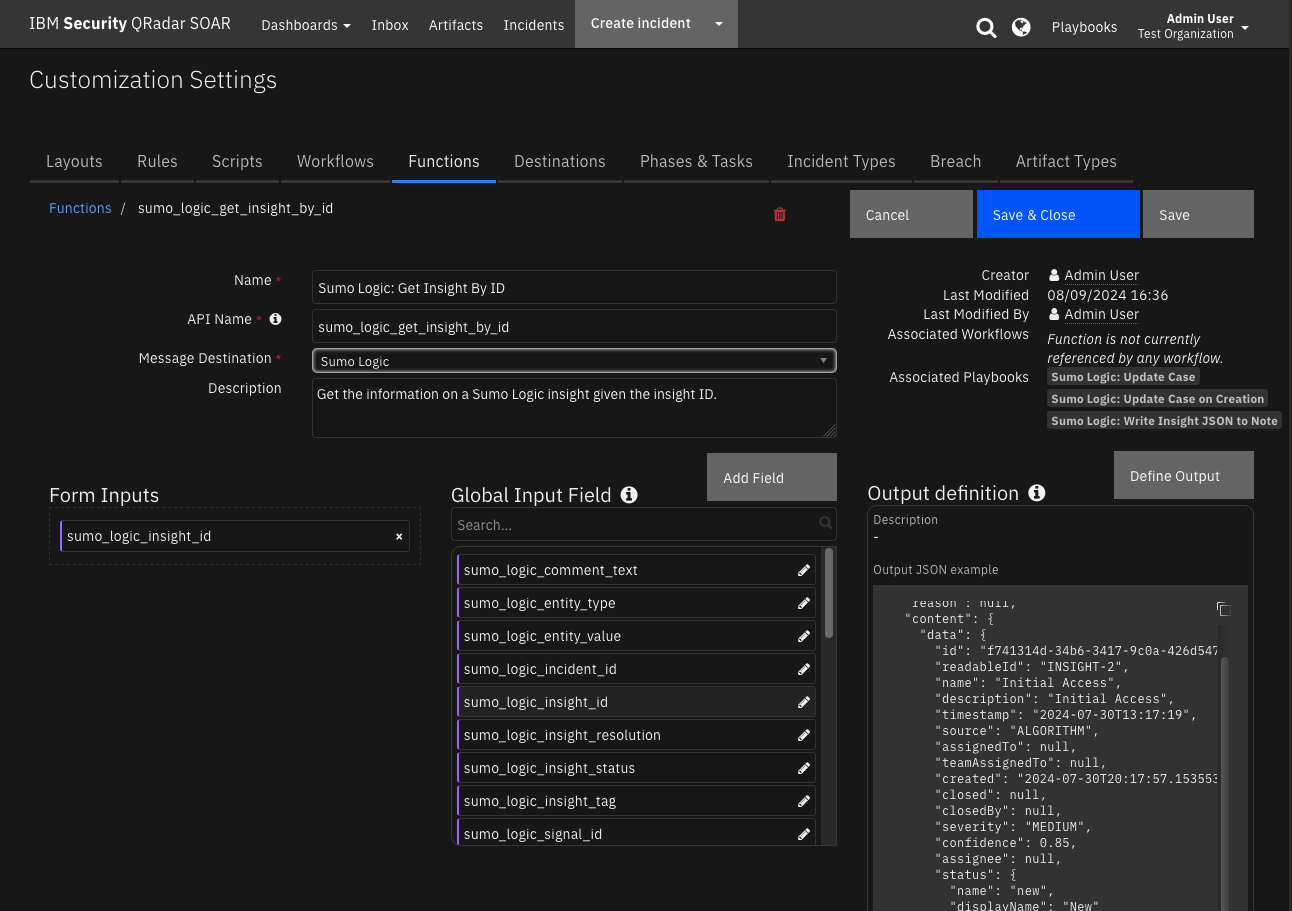 IBM Security QRadar SOAR
Dashboards
Inbox
Artifacts
Incidents
Create incident
Playbooks
Admin User
Test Organization
Customization Settings
Layouts
Rules
Scripts
Workflows
Functions
Destinations
Phases & Tasks
Incident Types
Breach
Artifact Types
Functions / sumo_logic_get_insight_by_id
Cancel
Save & Close
Save
Name *
Sumo Logic: Get Insight By ID
API Name *
sumo_logic_get_insight_by_id
Message Destination *
Sumo Logic
Description
Get the information on a Sumo Logic insight given the insight ID.
Creator
Admin User
Last Modified
08/09/2024 16:36
Last Modified By
Admin User
Associated Workflows
Function is not currently
referenced by any workflow.
Associated Playbooks
Sumo Logic: Update Case
Sumo Logic: Update Case on Creation
Sumo Logic: Write Insight JSON to Note
Form Inputs
sumo_logic_insight_id ×
Global Input Field
Add Field
Search...
sumo_logic_comment_text
sumo_logic_entity_type
sumo_logic_entity_value
sumo_logic_incident_id
sumo_logic_insight_id
sumo_logic_insight_resolution
sumo_logic_insight_status
sumo_logic_insight_tag
sumo_logic_signal_id
Output definition
Define Output
Description
-
Output JSON example
"reason": null,
"content": {
"data": {
"id": "f741314d-34b6-3417-9c0a-426d547
"readableId": "INSIGHT-2",
"name": "Initial Access",
"description": "Initial Access",
"timestamp": "2024-07-30T13:17:19",
"source": "ALGORITHM",
"assignedTo": null,
"teamAssignedTo": null,
"created": "2024-07-30T20:17:57.153553
"closed": null,
"closedBy": null,
"severity": "MEDIUM",
"confidence": 0.85,
"assignee": null,
"status": {
"name": "new",
"displayName": "New"